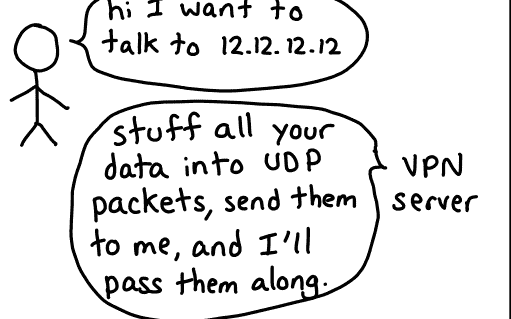 hi I want to
talk to 12.12.12.12
stuff all your
data into UDP
packets, send them
to me, and I'll
pass them along.
VPN
server